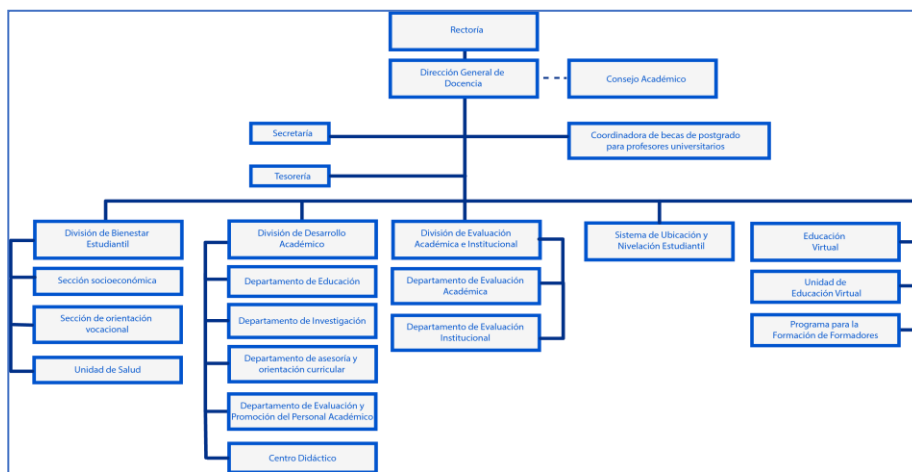 Rectoría
Dirección General de
Docencia
Consejo Académico
Secretaría
Coordinadora de becas de postgrado
para profesores universitarios
Tesorería
División de Bienestar
Estudiantil
Sección socioeconómica
Sección de orientación
vocacional
Unidad de Salud
División de Desarrollo
Académico
Departamento de Educación
Departamento de Investigación
Departamento de asesoría y
orientación curricular
Departamento de Evaluación y
Promoción del Personal Académico
Centro Didáctico
División de Evaluación
Académica e Institucional
Departamento de Evaluación
Académica
Departamento de Evaluación
Institucional
Sistema de Ubicación y
Nivelación Estudiantil
Educación
Virtual
Unidad de
Educación Virtual
Programa para la
Formación de Formadores